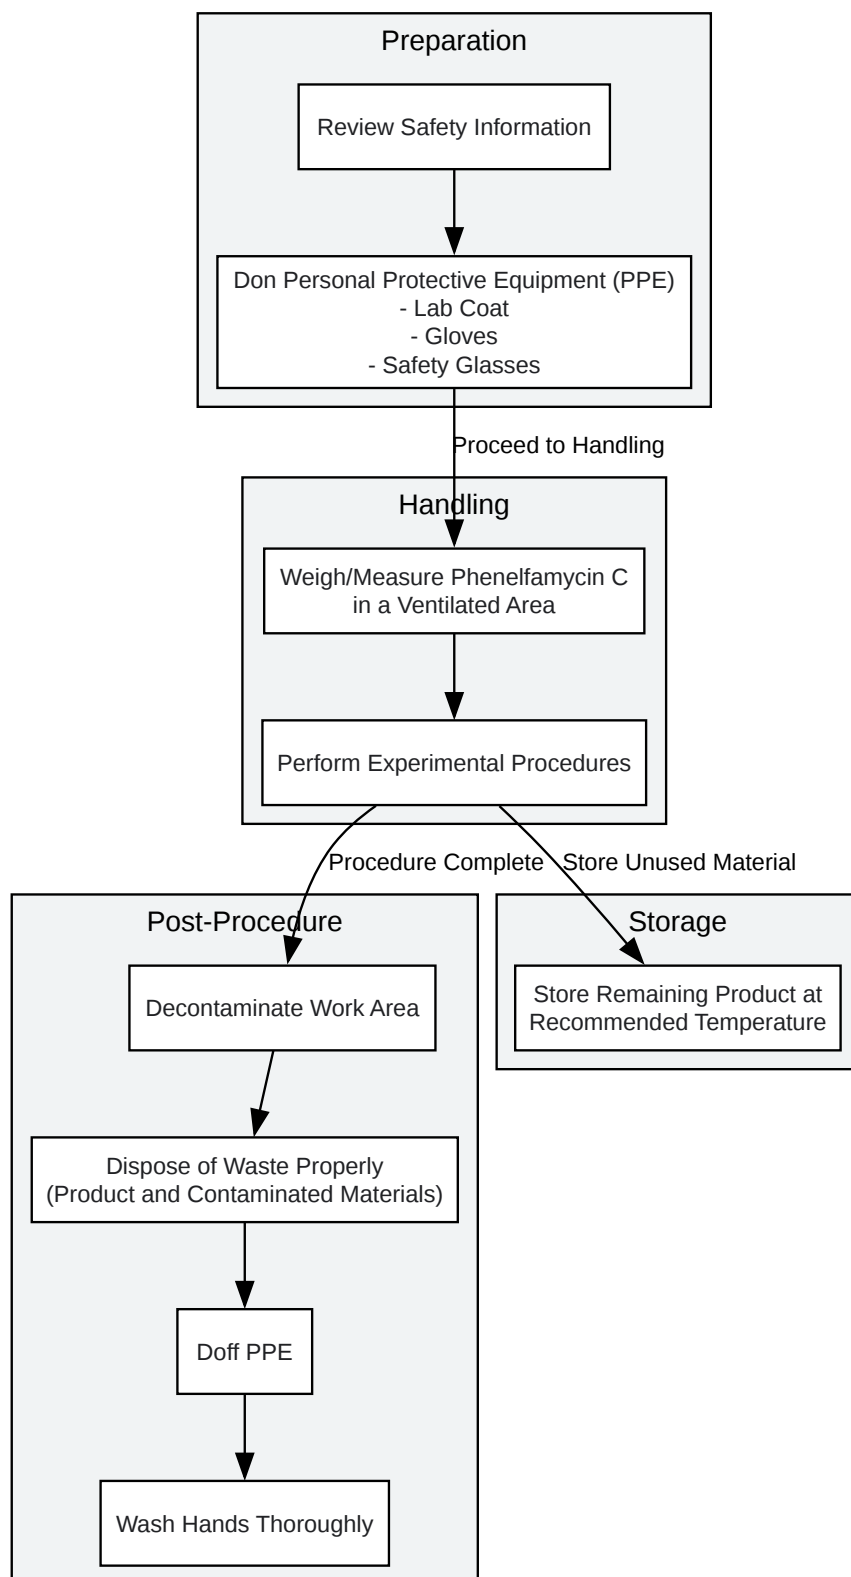 Preparation
Review Safety Information
Don Personal Protective Equipment (PPE)
- Lab Coat
- Gloves
- Safety Glasses
Proceed to Handling
Handling
Weigh/Measure Phenelfamycin C
in a Ventilated Area
Perform Experimental Procedures
Procedure Complete
Store Unused Material
Post-Procedure
Storage
Decontaminate Work Area
Store Remaining Product at
Recommended Temperature
Dispose of Waste Properly
(Product and Contaminated Materials)
Doff PPE
Wash Hands Thoroughly